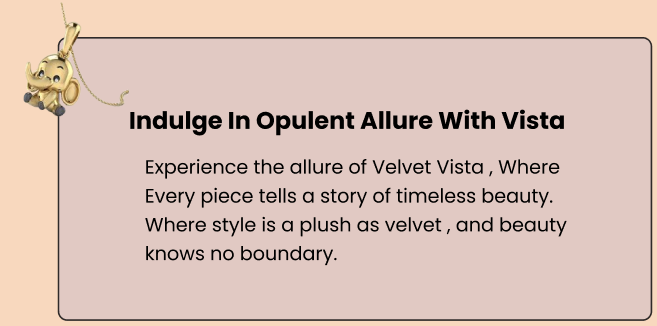 Indulge In Opulent Allure With Vista
Experience the allure of Velvet Vista , Where
Every piece tells a story of timeless beauty.
Where style is a plush as velvet , and beauty
knows no boundary.